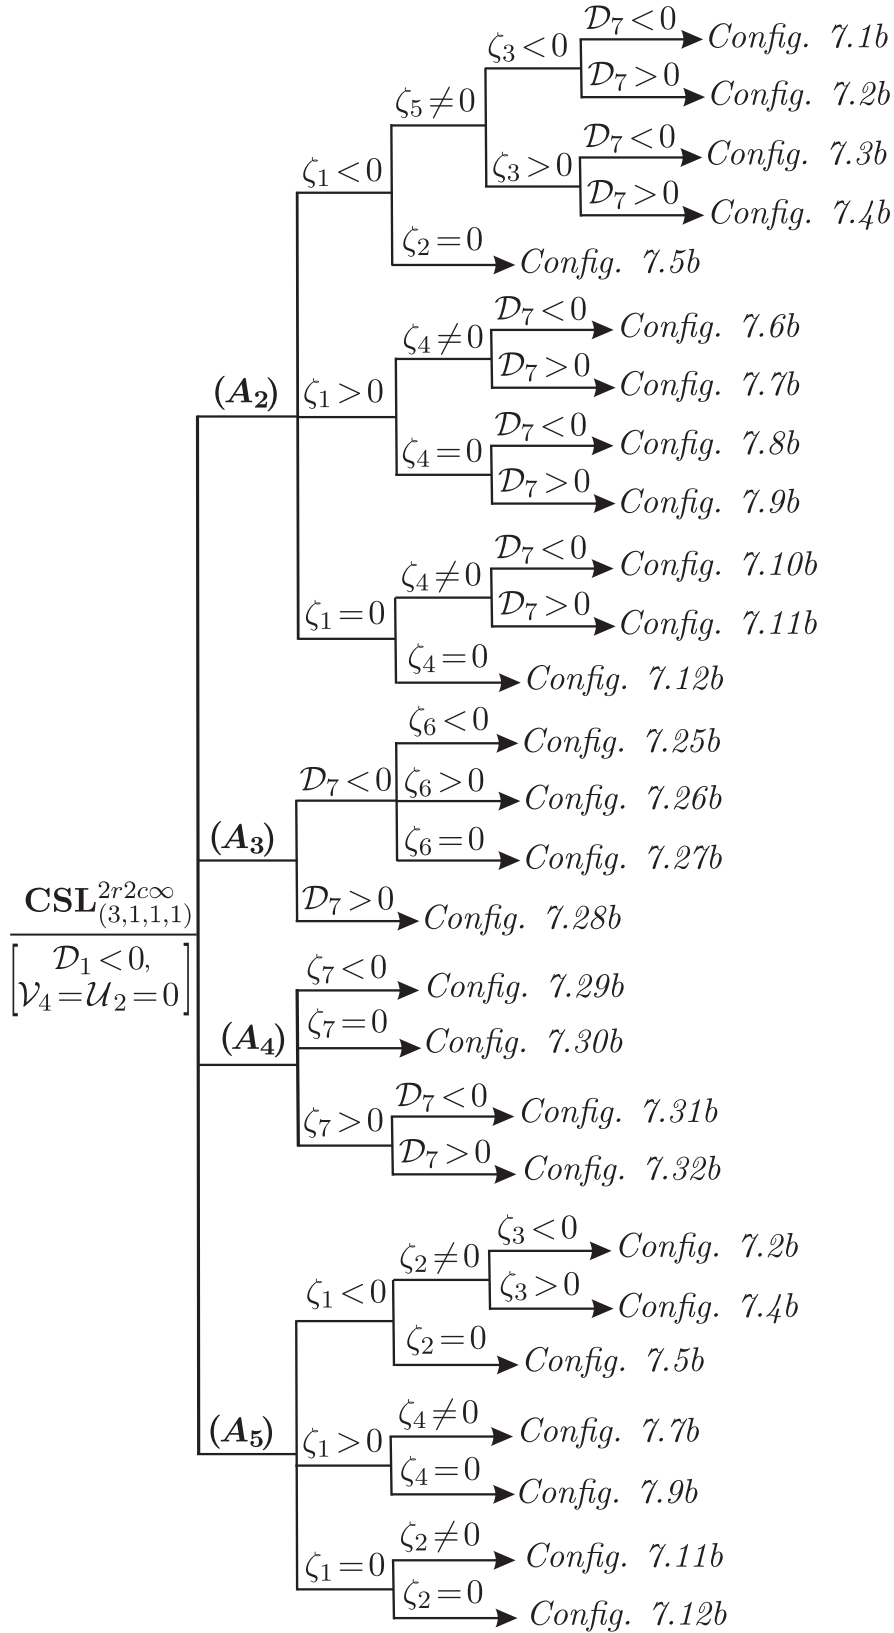 𝒟₇<0
Config. 7.1b
ζ₃<0
𝒟₇>0
Config. 7.2b
ζ₅≠0
𝒟₇<0
Config. 7.3b
ζ₃>0
𝒟₇>0
Config. 7.4b
ζ₁<0
ζ₂=0
Config. 7.5b
𝒟₇<0
Config. 7.6b
ζ₄≠0
𝒟₇>0
Config. 7.7b
(A₂)
ζ₁>0
𝒟₇<0
Config. 7.8b
ζ₄=0
𝒟₇>0
Config. 7.9b
𝒟₇<0
Config. 7.10b
ζ₄≠0
𝒟₇>0
Config. 7.11b
ζ₁=0
ζ₄=0
Config. 7.12b
ζ₆<0
Config. 7.25b
𝒟₇<0
ζ₆>0
Config. 7.26b
(A₃)
ζ₆=0
Config. 7.27b
𝒟₇>0
Config. 7.28b
CSL^{2r2c∞}_{(3,1,1,1)}
[𝒟₁<0,
𝒱₄=𝒰₂=0]
ζ₇<0
Config. 7.29b
(A₄)
ζ₇=0
Config. 7.30b
𝒟₇<0
Config. 7.31b
ζ₇>0
𝒟₇>0
Config. 7.32b
ζ₃<0
Config. 7.2b
ζ₂≠0
ζ₃>0
Config. 7.4b
ζ₁<0
ζ₂=0
Config. 7.5b
(A₅)
ζ₄≠0
Config. 7.7b
ζ₁>0
ζ₄=0
Config. 7.9b
ζ₂≠0
Config. 7.11b
ζ₁=0
ζ₂=0
Config. 7.12b